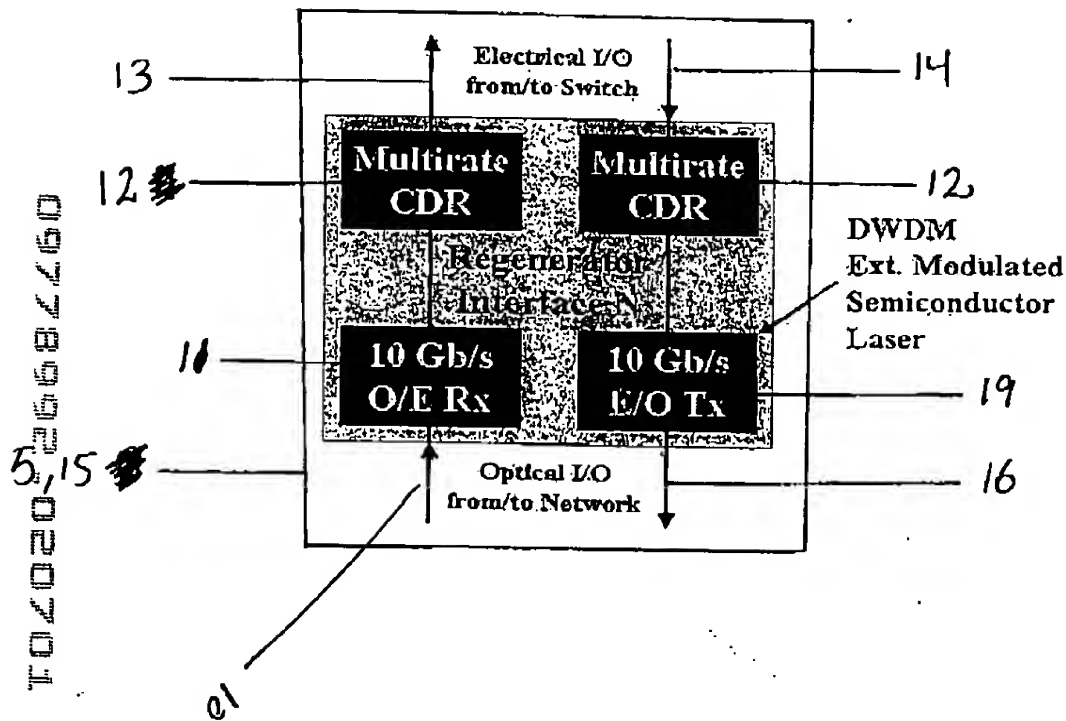 13
Electrical I/O
from/to Switch
14
Multirate
CDR
Multirate
CDR
12
12
DWDM
Ext. Modulated
Semiconductor
Laser
Regenerator
Interface N
11
10 Gb/s
O/E Rx
10 Gb/s
E/O Tx
19
5,15
Optical I/O
from/to Network
16
10